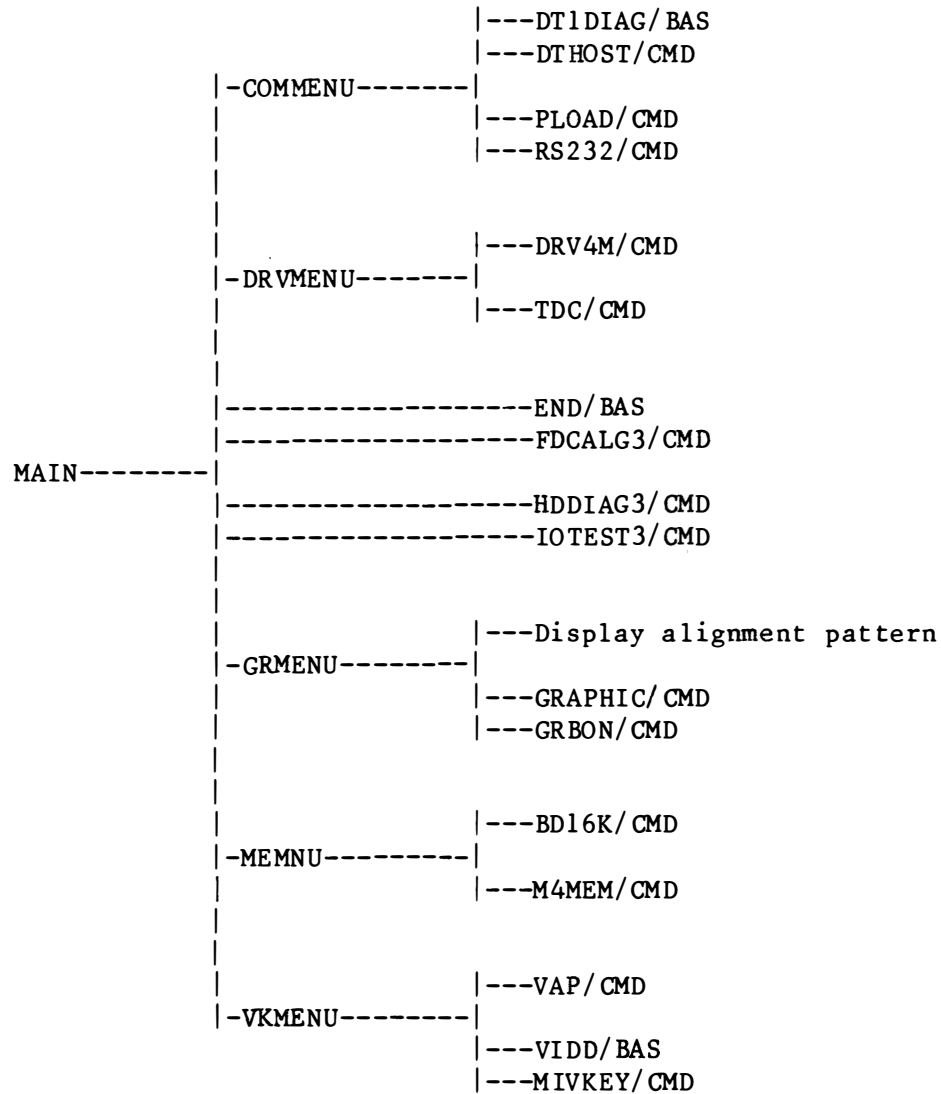 |---DT1DIAG/BAS
|---DTHOST/CMD
|-COMMENU-------|
|---PLOAD/CMD
|---RS232/CMD
|---DRV4M/CMD
|-DRVMENU-------|
|---TDC/CMD
|-------------------END/BAS
|-------------------FDCALG3/CMD
MAIN--------|
|-------------------HDDIAG3/CMD
|-------------------IOTEST3/CMD
|---Display alignment pattern
|-GRMENU--------|
|---GRAPHIC/CMD
|---GRBON/CMD
|---BD16K/CMD
|-MEMNU---------|
|---M4MEM/CMD
|---VAP/CMD
|-VKMENU--------|
|---VIDD/BAS
|---MIVKEY/CMD